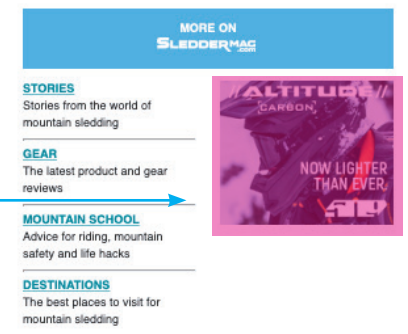 MORE ON
SLEDDERMAG
.COM
STORIES
Stories from the world of
mountain sledding
GEAR
The latest product and gear
reviews
MOUNTAIN SCHOOL
Advice for riding, mountain
safety and life hacks
DESTINATIONS
The best places to visit for
mountain sledding
//ALTITUDE//
CARBON
NOW LIGHTER
THAN EVER.
509